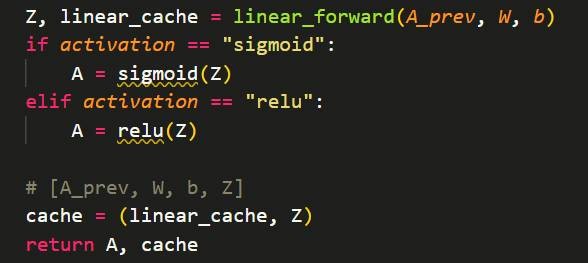 Z, linear_cache = linear_forward(A_prev, W, b)
if activation == "sigmoid":
    A = sigmoid(Z)
elif activation == "relu":
    A = relu(Z)

# [A_prev, W, b, Z]
cache = (linear_cache, Z)
return A, cache